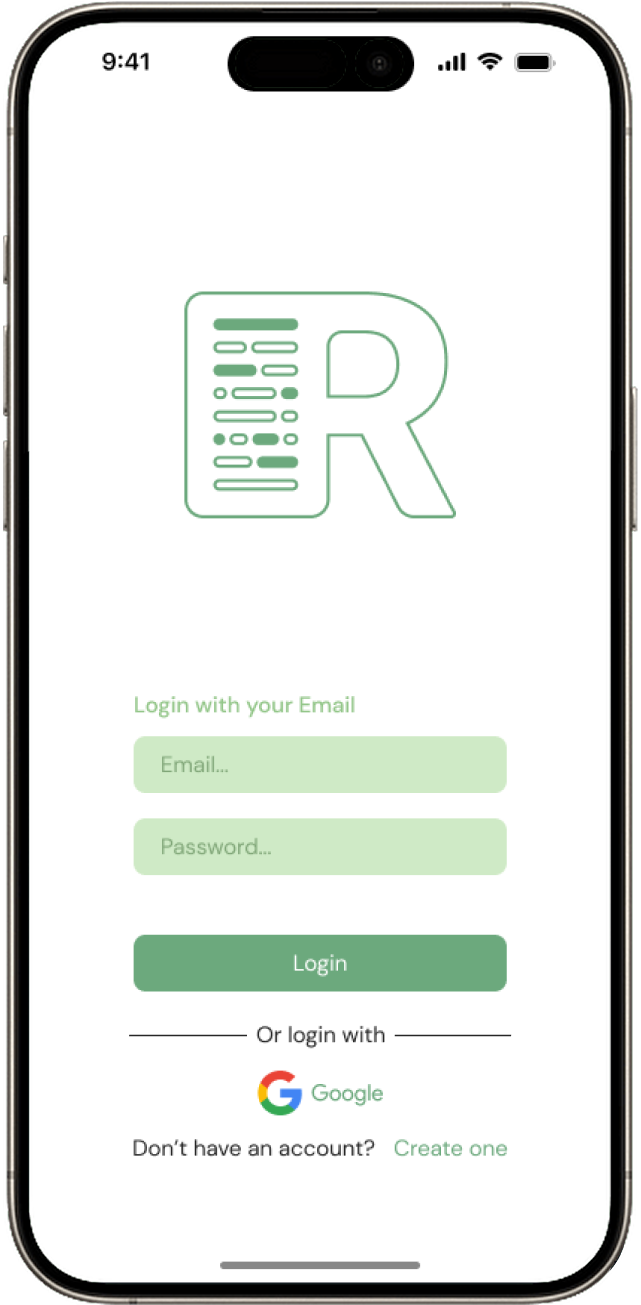 9:41
R
Login with your Email
Email...
Password...
Login
Or login with
Google
Don’t have an account? Create one